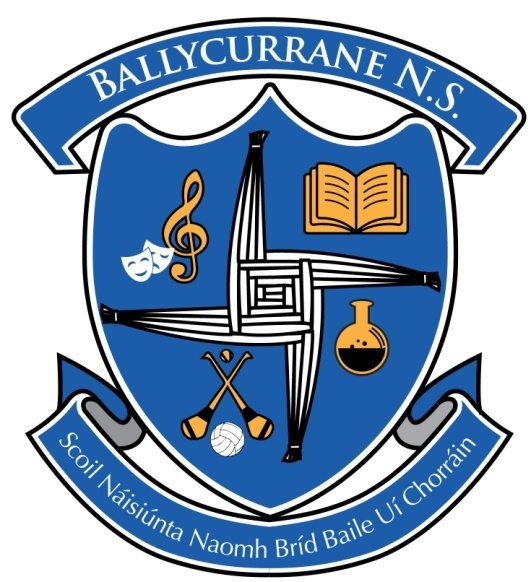 BALLYCURRANE N.S.
Scoil Náisiúnta Naomh Bríd Baile Uí Chorráin